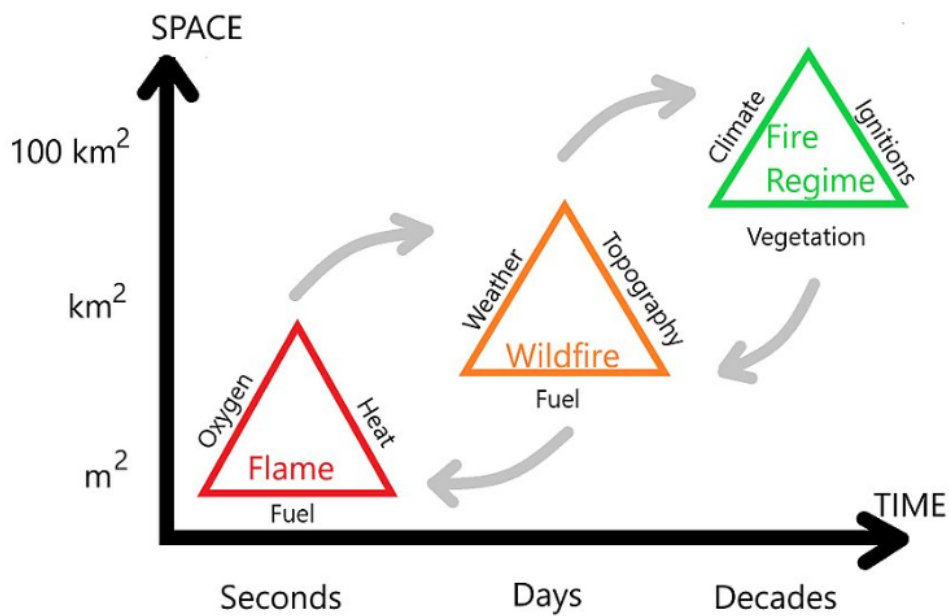 SPACE
100 km²
km²
m²
Climate
Ignitions
Fire
Regime
Vegetation
Weather
Topography
Wildfire
Fuel
Oxygen
Heat
Flame
Fuel
TIME
Seconds
Days
Decades